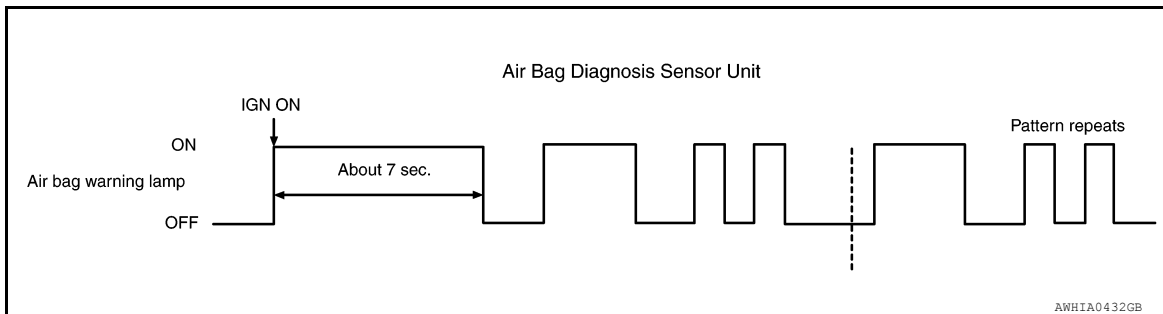 Air Bag Diagnosis Sensor Unit
IGN ON
ON
Pattern repeats
About 7 sec.
Air bag warning lamp
OFF
AWHIA0432GB